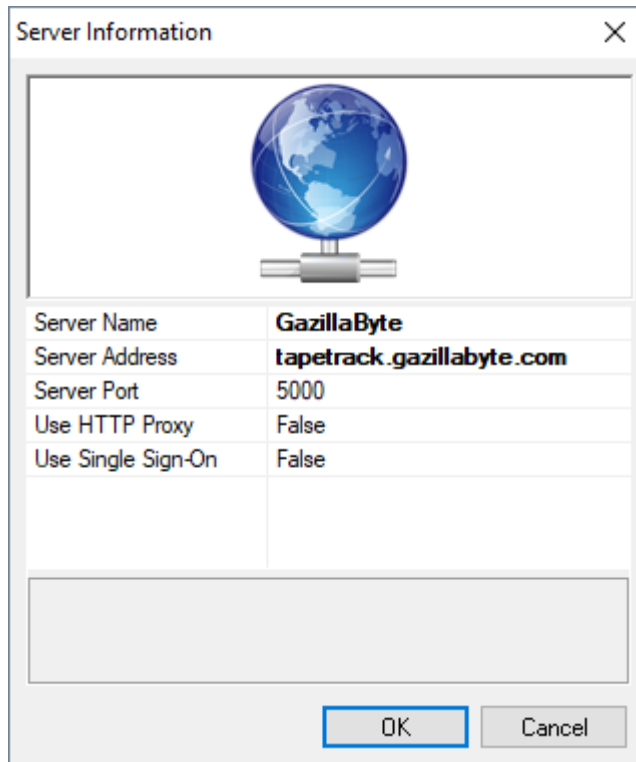 Server Information
Server Name GazillaByte
Server Address tapetrack.gazillabyte.com
Server Port 5000
Use HTTP Proxy False
Use Single Sign-On False
OK Cancel